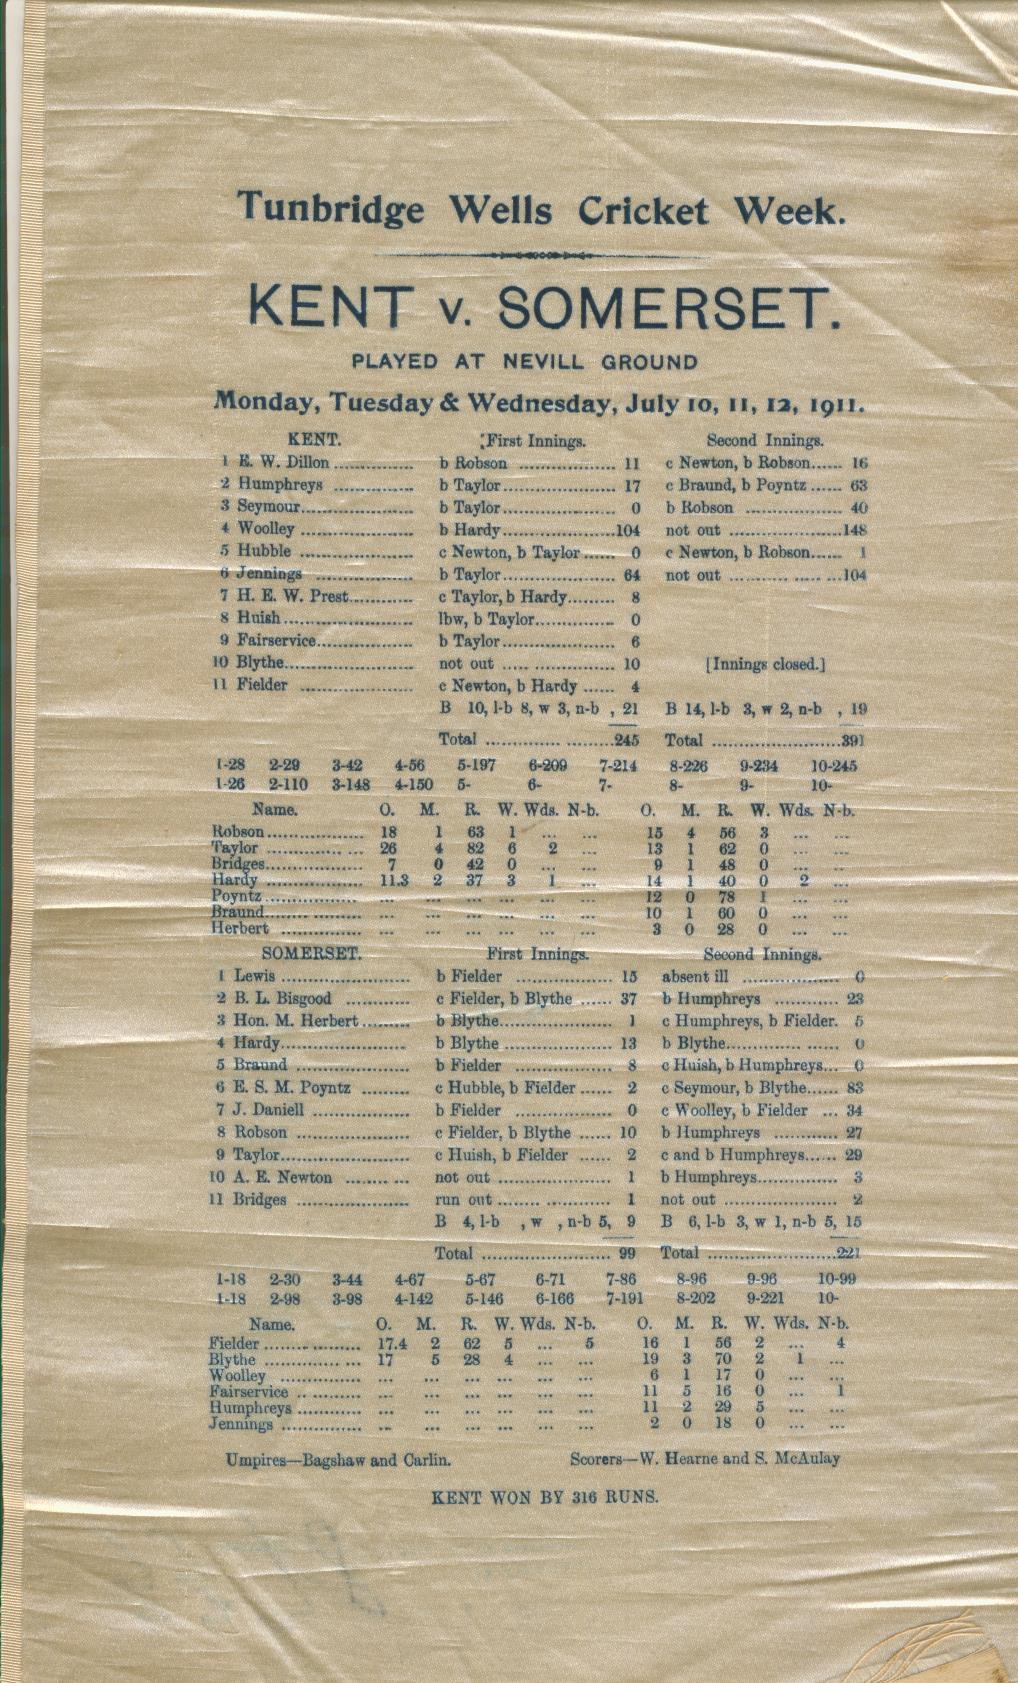 Tunbridge Wells Cricket Week.
KENT v. SOMERSET.
PLAYED AT NEVILL GROUND
Monday, Tuesday & Wednesday, July 10, 11, 12, 1911.
KENT. First Innings. Second Innings.
1 E. W. Dillon .............. b Robson .................. 11 c Newton, b Robson...... 16
2 Humphreys .............. b Taylor..................... 17 c Braund, b Poyntz ...... 63
3 Seymour.................... b Taylor..................... 0 b Robson .................. 40
4 Woolley .................... b Hardy.....................104 not out .....................148
5 Hubble .................... c Newton, b Taylor ...... 0 c Newton, b Robson...... 1
6 Jennings ................. b Taylor..................... 64 not out .....................104
7 H. E. W. Prest............ c Taylor, b Hardy......... 8
8 Huish....................... lbw, b Taylor............... 0
9 Fairservice................. b Taylor..................... 6
10 Blythe....................... not out ..................... 10 [Innings closed.]
11 Fielder .................... c Newton, b Hardy ...... 4
B 10, l-b 8, w 3, n-b , 21 B 14, l-b 3, w 2, n-b , 19
Total .....................245 Total .....................391
1-28 2-29 3-42 4-56 5-197 6-209 7-214 8-226 9-234 10-245
1-26 2-110 3-148 4-150 5- 6- 7- 8- 9- 10-
Name. O. M. R. W. Wds. N-b. O. M. R. W. Wds. N-b.
Robson.................. 18 1 63 1 ... ... 15 4 56 3 ... ...
Taylor .................. 26 4 82 6 2 ... 13 1 62 0 ... ...
Bridges.................. 7 0 42 0 ... ... 9 1 48 0 ... ...
Hardy .................. 11.3 2 37 3 1 ... 14 1 40 0 2 ...
Poyntz.................. ... ... ... ... ... ... 12 0 78 1 ... ...
Braund.................. ... ... ... ... ... ... 10 1 60 0 ... ...
Herbert .................. ... ... ... ... ... ... 3 0 28 0 ... ...
SOMERSET. First Innings. Second Innings.
1 Lewis ....................... b Fielder .................. 15 absent ill .................. 0
2 B. L. Bisgood ............ c Fielder, b Blythe ...... 37 b Humphreys ............ 23
3 Hon. M. Herbert......... b Blythe..................... 1 c Humphreys, b Fielder. 5
4 Hardy....................... b Blythe .................. 13 b Blythe..................... 0
5 Braund .................... b Fielder .................. 8 c Huish, b Humphreys... 0
6 E. S. M. Poyntz ......... c Hubble, b Fielder ...... 2 c Seymour, b Blythe...... 83
7 J. Daniell ................. b Fielder .................. 0 c Woolley, b Fielder ... 34
8 Robson .................... c Fielder, b Blythe ...... 10 b Humphreys ............ 27
9 Taylor....................... c Huish, b Fielder ...... 2 c and b Humphreys...... 29
10 A. E. Newton ............ not out ..................... 1 b Humphreys............... 3
11 Bridges .................... run out ..................... 1 not out ..................... 2
B 4, l-b , w , n-b 5, 9 B 6, l-b 3, w 1, n-b 5, 15
Total ..................... 99 Total .....................221
1-18 2-30 3-44 4-67 5-67 6-71 7-86 8-96 9-96 10-99
1-18 2-98 3-98 4-142 5-146 6-166 7-191 8-202 9-221 10-
Name. O. M. R. W. Wds. N-b. O. M. R. W. Wds. N-b.
Fielder .................. 17.4 2 62 5 ... 5 16 1 56 2 ... 4
Blythe .................. 17 5 28 4 ... ... 19 3 70 2 1 ...
Woolley .................. ... ... ... ... ... ... 6 1 17 0 ... ...
Fairservice .................. ... ... ... ... ... ... 11 5 16 0 ... 1
Humphreys ............ ... ... ... ... ... ... 11 2 29 5 ... ...
Jennings .................. ... ... ... ... ... ... 2 0 18 0 ... ...
Umpires—Bagshaw and Carlin. Scorers—W. Hearne and S. McAulay
KENT WON BY 316 RUNS.